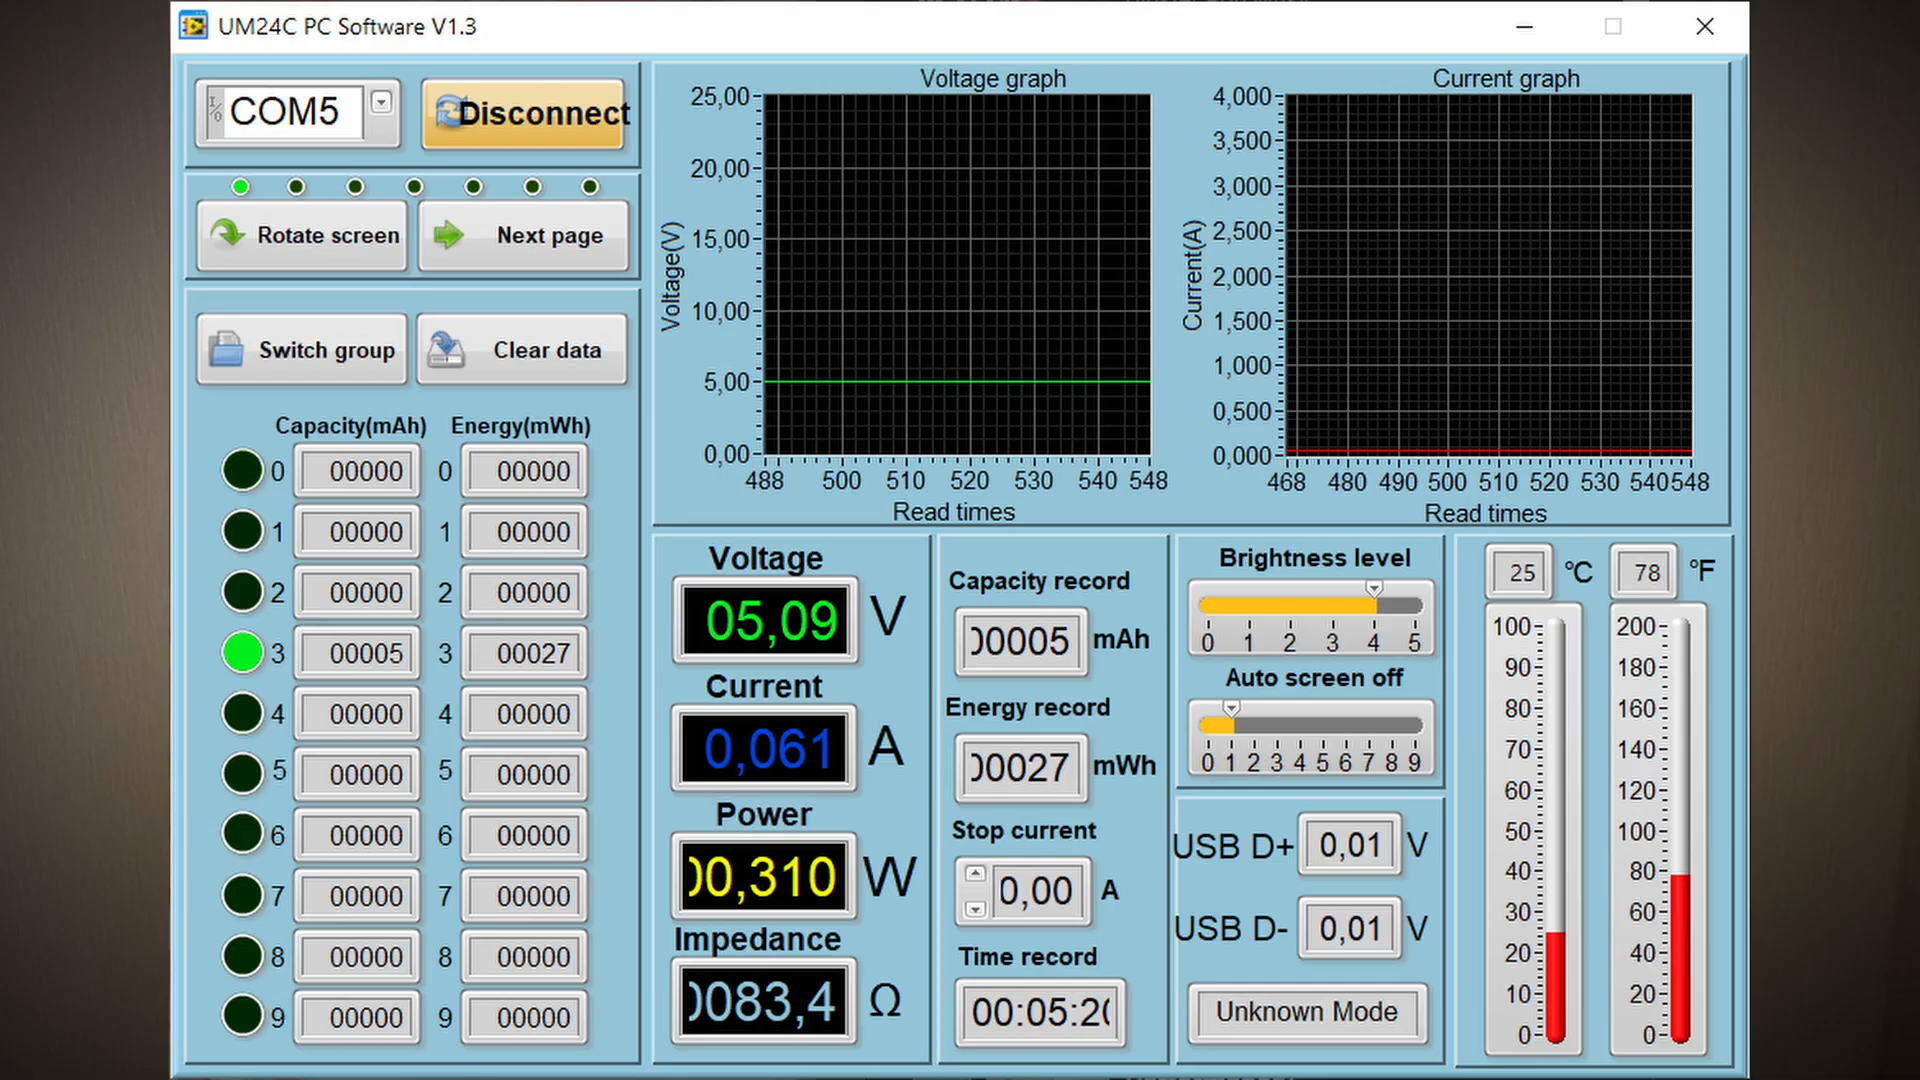 UM24C PC Software V1.3
COM5
Disconnect
Rotate screen
Next page
Switch group
Clear data
Capacity(mAh) Energy(mWh)
0 00000 0 00000
1 00000 1 00000
2 00000 2 00000
3 00005 3 00027
4 00000 4 00000
5 00000 5 00000
6 00000 6 00000
7 00000 7 00000
8 00000 8 00000
9 00000 9 00000
Voltage graph
Voltage(V)
25,00
20,00
15,00
10,00
5,00
0,00
488 500 510 520 530 540 548
Read times
Current graph
Current(A)
4,000
3,500
3,000
2,500
2,000
1,500
1,000
0,500
0,000
468 480 490 500 510 520 530 540 548
Read times
Voltage
05,09 V
Current
0,061 A
Power
00,310 W
Impedance
0083,4 Ω
Capacity record
00005 mAh
Energy record
00027 mWh
Stop current
0,00 A
Time record
00:05:20
Brightness level
0 1 2 3 4 5
Auto screen off
0 1 2 3 4 5 6 7 8 9
USB D+ 0,01 V
USB D- 0,01 V
Unknown Mode
25 °C
100
90
80
70
60
50
40
30
20
10
0
78 °F
200
180
160
140
120
100
80
60
40
20
0